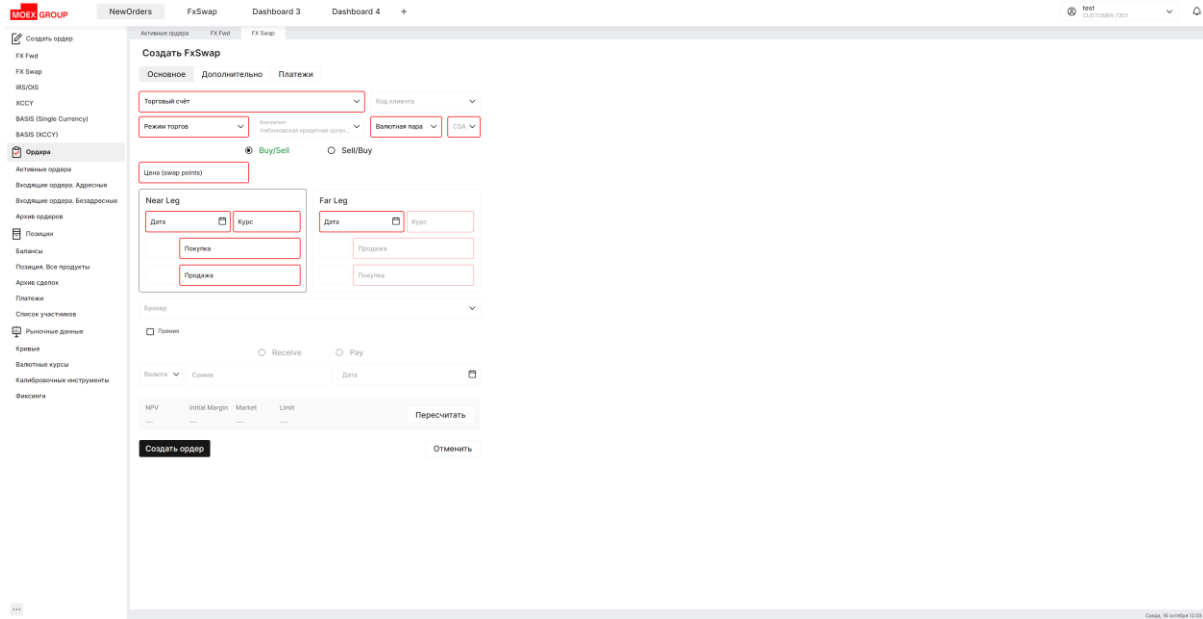 MOEX GROUP
NewOrders FxSwap Dashboard 3 Dashboard 4 +
test
CUSTOMER 7301
Создать ордер
FX Fwd
FX Swap
IRS/OIS
XCCY
BASIS (Single Currency)
BASIS (XCCY)
Ордера
Активные ордера
Входящие ордера. Адресные
Входящие ордера. Безадресные
Архив ордеров
Позиции
Балансы
Позиция. Все продукты
Архив сделок
Платежи
Список участников
Рыночные данные
Кривые
Валютные курсы
Калибровочные инструменты
Фиксинги
Активные ордера FX Fwd FX Swap
Создать FxSwap
Основное Дополнительно Платежи
Торговый счёт Код клиента
Режим торгов Контрагент Небанковская кредитная орган... Валютная пара CSA
Buy/Sell Sell/Buy
Цена (swap points)
Near Leg Far Leg
Дата Курс Дата Курс
Покупка Продажа
Продажа Покупка
Брокер
Премия
Receive Pay
Валюта Сумма Дата
NPV Initial Margin Market Limit
--- --- --- ---
Пересчитать
Создать ордер Отменить
Среда, 16 октября 12:59